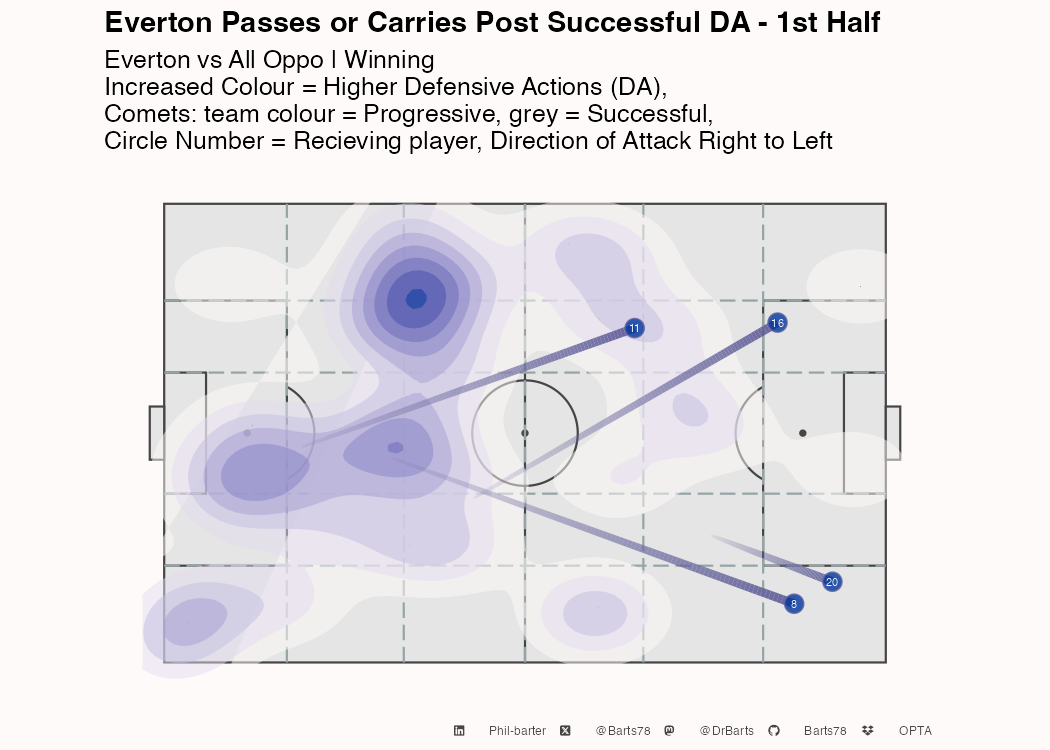 Everton Passes or Carries Post Successful DA - 1st Half
Everton vs All Oppo | Winning
Increased Colour = Higher Defensive Actions (DA),
Comets: team colour = Progressive, grey = Successful,
Circle Number = Recieving player, Direction of Attack Right to Left
11
16
20
8
Phil-barter @Barts78 @DrBarts Barts78 OPTA